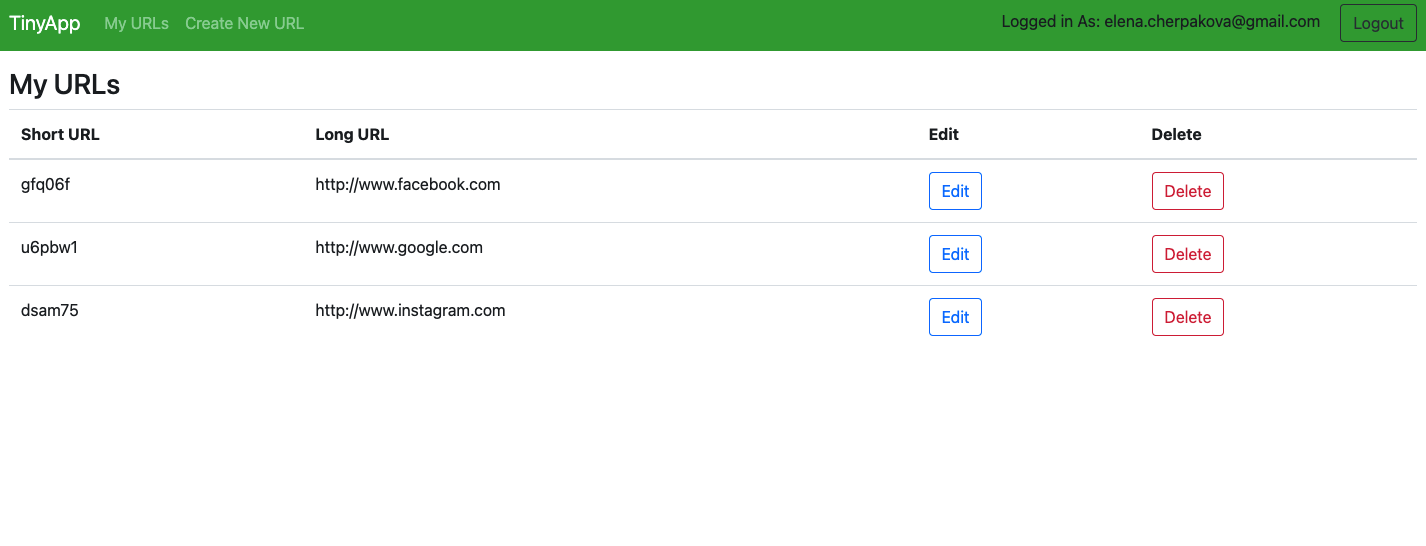 TinyApp My URLs Create New URL Logged in As: elena.cherpakova@gmail.com Logout
My URLs
Short URL Long URL Edit Delete
gfq06f http://www.facebook.com Edit Delete
u6pbw1 http://www.google.com Edit Delete
dsam75 http://www.instagram.com Edit Delete